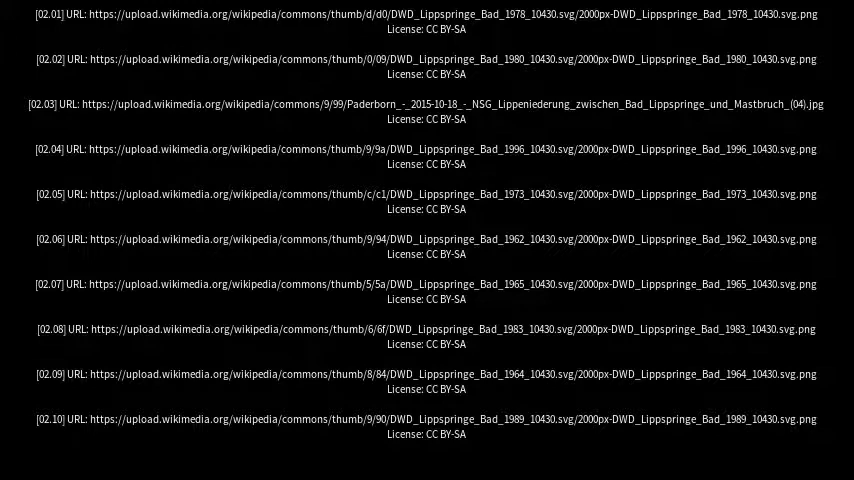 [02.01] URL: https://upload.wikimedia.org/wikipedia/commons/thumb/d/d0/DWD_Lippspringe_Bad_1978_10430.svg/2000px-DWD_Lippspringe_Bad_1978_10430.svg.png
License: CC BY-SA
[02.02] URL: https://upload.wikimedia.org/wikipedia/commons/thumb/0/09/DWD_Lippspringe_Bad_1980_10430.svg/2000px-DWD_Lippspringe_Bad_1980_10430.svg.png
License: CC BY-SA
[02.03] URL: https://upload.wikimedia.org/wikipedia/commons/9/99/Paderborn_-_2015-10-18_-_NSG_Lippeniederung_zwischen_Bad_Lippspringe_und_Mastbruch_(04).jpg
License: CC BY-SA
[02.04] URL: https://upload.wikimedia.org/wikipedia/commons/thumb/9/9a/DWD_Lippspringe_Bad_1996_10430.svg/2000px-DWD_Lippspringe_Bad_1996_10430.svg.png
License: CC BY-SA
[02.05] URL: https://upload.wikimedia.org/wikipedia/commons/thumb/c/c1/DWD_Lippspringe_Bad_1973_10430.svg/2000px-DWD_Lippspringe_Bad_1973_10430.svg.png
License: CC BY-SA
[02.06] URL: https://upload.wikimedia.org/wikipedia/commons/thumb/9/94/DWD_Lippspringe_Bad_1962_10430.svg/2000px-DWD_Lippspringe_Bad_1962_10430.svg.png
License: CC BY-SA
[02.07] URL: https://upload.wikimedia.org/wikipedia/commons/thumb/5/5a/DWD_Lippspringe_Bad_1965_10430.svg/2000px-DWD_Lippspringe_Bad_1965_10430.svg.png
License: CC BY-SA
[02.08] URL: https://upload.wikimedia.org/wikipedia/commons/thumb/6/6f/DWD_Lippspringe_Bad_1983_10430.svg/2000px-DWD_Lippspringe_Bad_1983_10430.svg.png
License: CC BY-SA
[02.09] URL: https://upload.wikimedia.org/wikipedia/commons/thumb/8/84/DWD_Lippspringe_Bad_1964_10430.svg/2000px-DWD_Lippspringe_Bad_1964_10430.svg.png
License: CC BY-SA
[02.10] URL: https://upload.wikimedia.org/wikipedia/commons/thumb/9/90/DWD_Lippspringe_Bad_1989_10430.svg/2000px-DWD_Lippspringe_Bad_1989_10430.svg.png
License: CC BY-SA